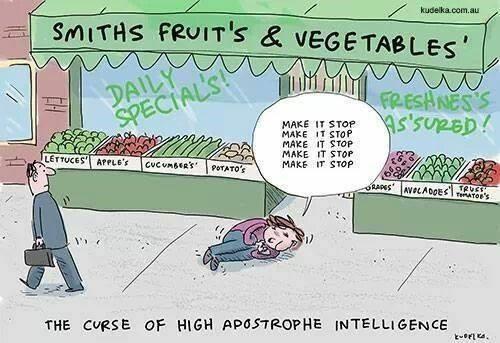 kudelka.com.au
SMITHS FRUIT'S & VEGETABLES'
DAILY
SPECIAL'S!
FRESHNES'S
AS'SURED!
MAKE IT STOP
MAKE IT STOP
MAKE IT STOP
MAKE IT STOP
MAKE IT STOP
LETTUCES'
APPLE'S
CUCUMBER'S'
POTATO'S
GRAPES'
AVOCADOES'
TRUSS'
TOMATOE'S
THE CURSE OF HIGH APOSTROPHE INTELLIGENCE
KUDELKA.